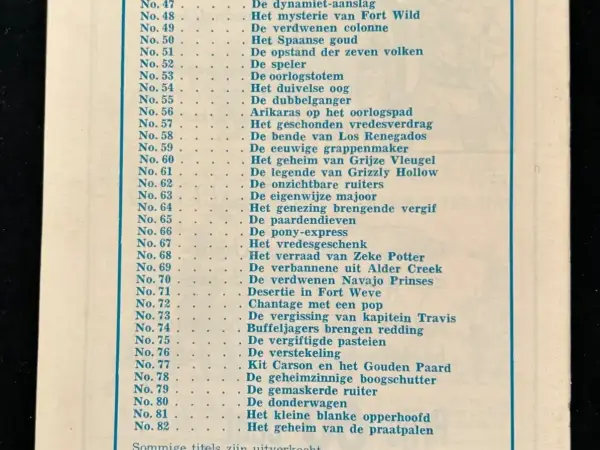 No. 47 . . . . . De dynamiet-aanslag
No. 48 . . . . . Het mysterie van Fort Wild
No. 49 . . . . . De verdwenen colonne
No. 50 . . . . . Het Spaanse goud
No. 51 . . . . . De opstand der zeven volken
No. 52 . . . . . De speler
No. 53 . . . . . De oorlogstotem
No. 54 . . . . . Het duivelse oog
No. 55 . . . . . De dubbelganger
No. 56 . . . . . Arikaras op het oorlogspad
No. 57 . . . . . Het geschonden vredesverdrag
No. 58 . . . . . De bende van Los Renegados
No. 59 . . . . . De eeuwige grappenmaker
No. 60 . . . . . Het geheim van Grijze Vleugel
No. 61 . . . . . De legende van Grizzly Hollow
No. 62 . . . . . De onzichtbare ruiters
No. 63 . . . . . De eigenwijze majoor
No. 64 . . . . . Het genezing brengende vergif
No. 65 . . . . . De paardendieven
No. 66 . . . . . De pony-express
No. 67 . . . . . Het vredesgeschenk
No. 68 . . . . . Het verraad van Zeke Potter
No. 69 . . . . . De verbannene uit Alder Creek
No. 70 . . . . . De verdwenen Navajo Prinses
No. 71 . . . . . Desertie in Fort Weve
No. 72 . . . . . Chantage met een pop
No. 73 . . . . . De vergissing van kapitein Travis
No. 74 . . . . . Buffeljagers brengen redding
No. 75 . . . . . De vergiftigde pasteien
No. 76 . . . . . De verstekeling
No. 77 . . . . . Kit Carson en het Gouden Paard
No. 78 . . . . . De geheimzinnige boogschutter
No. 79 . . . . . De gemaskerde ruiter
No. 80 . . . . . De donderwagen
No. 81 . . . . . Het kleine blanke opperhoofd
No. 82 . . . . . Het geheim van de praatpalen
Sommige titels zijn uitverkocht